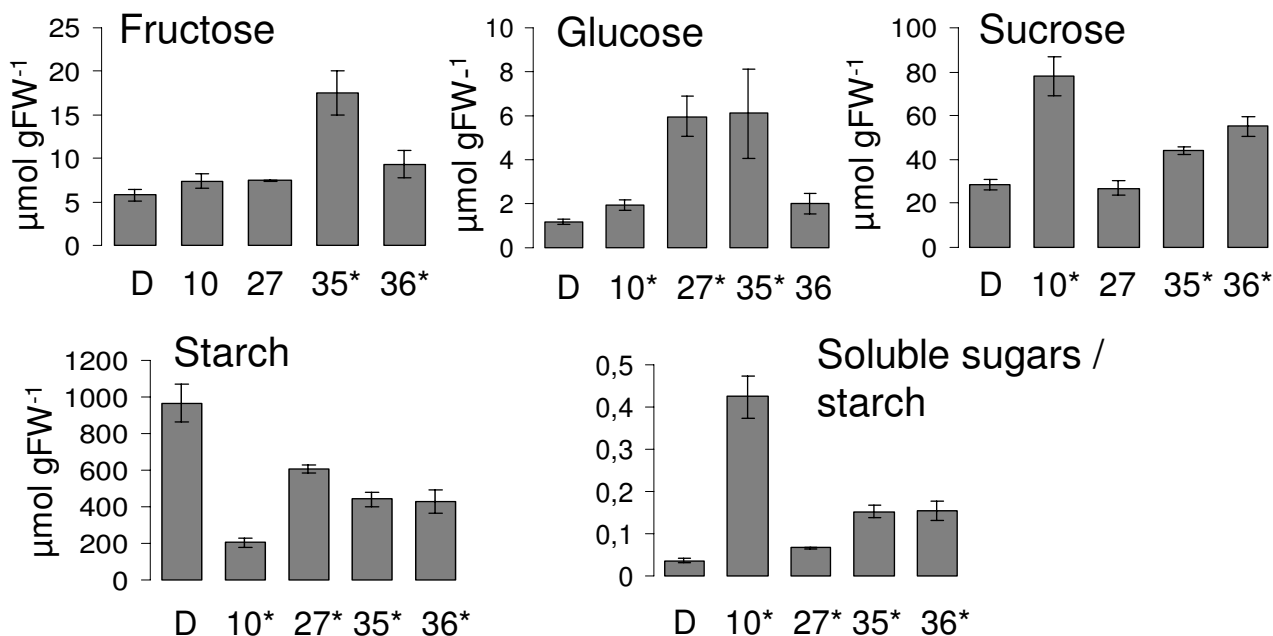 Fructose
25
20
15
10
5
0
µmol gFW-1
D 10 27 35* 36*
Glucose
10
8
6
4
2
0
µmol gFW-1
D 10* 27* 35* 36
Sucrose
100
80
60
40
20
0
µmol gFW-1
D 10* 27 35* 36*
Starch
1200
1000
800
600
400
200
0
µmol gFW-1
D 10* 27* 35* 36*
Soluble sugars /
starch
0,5
0,4
0,3
0,2
0,1
0
D 10* 27* 35* 36*